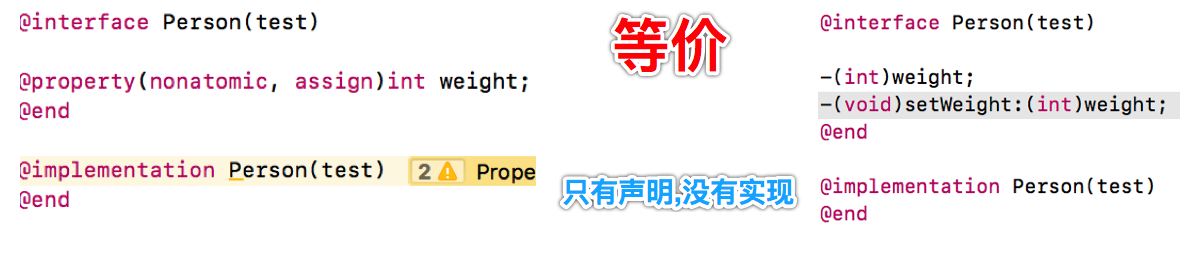 @interface Person(test)
@property(nonatomic, assign)int weight;
@end
@implementation Person(test) 2 Prope
@end
等价
只有声明,没有实现
@interface Person(test)
-(int)weight;
-(void)setWeight:(int)weight;
@end
@implementation Person(test)
@end